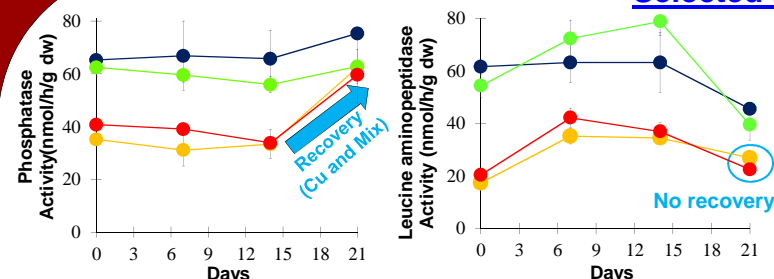 Selected
Phosphatase
Activity(nmol/h/g dw)
80
60
40
20
0
0 3 6 9 12 15 18 21
Days
Recovery
(Cu and Mix)
Leucine aminopeptidase
Activity (nmol/h/g dw)
80
60
40
20
0
0 3 6 9 12 15 18 21
Days
No recovery